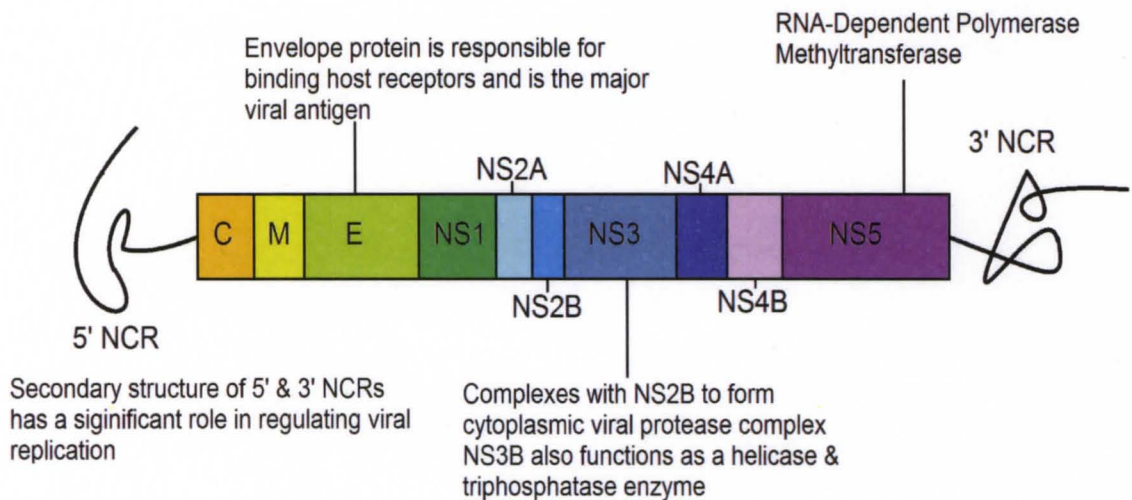 Envelope protein is responsible for
binding host receptors and is the major
viral antigen
RNA-Dependent Polymerase
Methyltransferase
3' NCR
NS2A
NS4A
C
M
E
NS1
NS3
NS5
NS2B
NS4B
5' NCR
Secondary structure of 5' & 3' NCRs
has a siginificant role in regulating viral
replication
Complexes with NS2B to form
cytoplasmic viral protease complex
NS3B also functions as a helicase &
triphosphatase enzyme